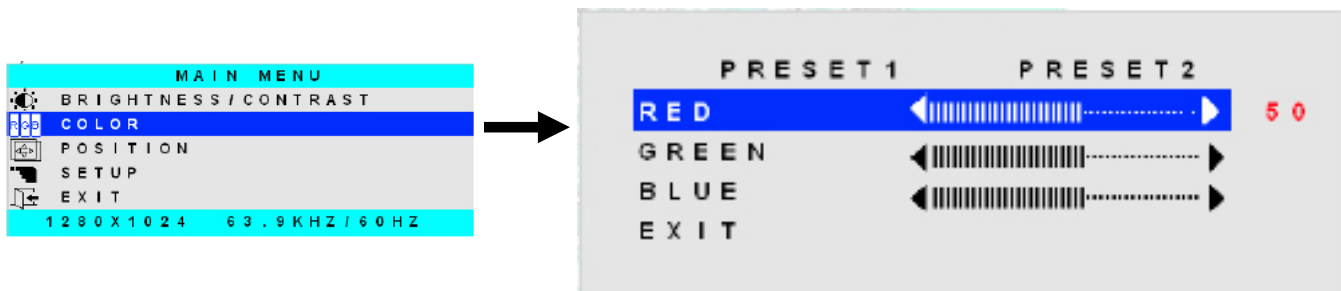 MAIN MENU
BRIGHTNESS/CONTRAST
RGB COLOR
POSITION
SETUP
EXIT
1280X1024 63.9KHZ/60HZ
PRESET1 PRESET2
RED 50
GREEN
BLUE
EXIT